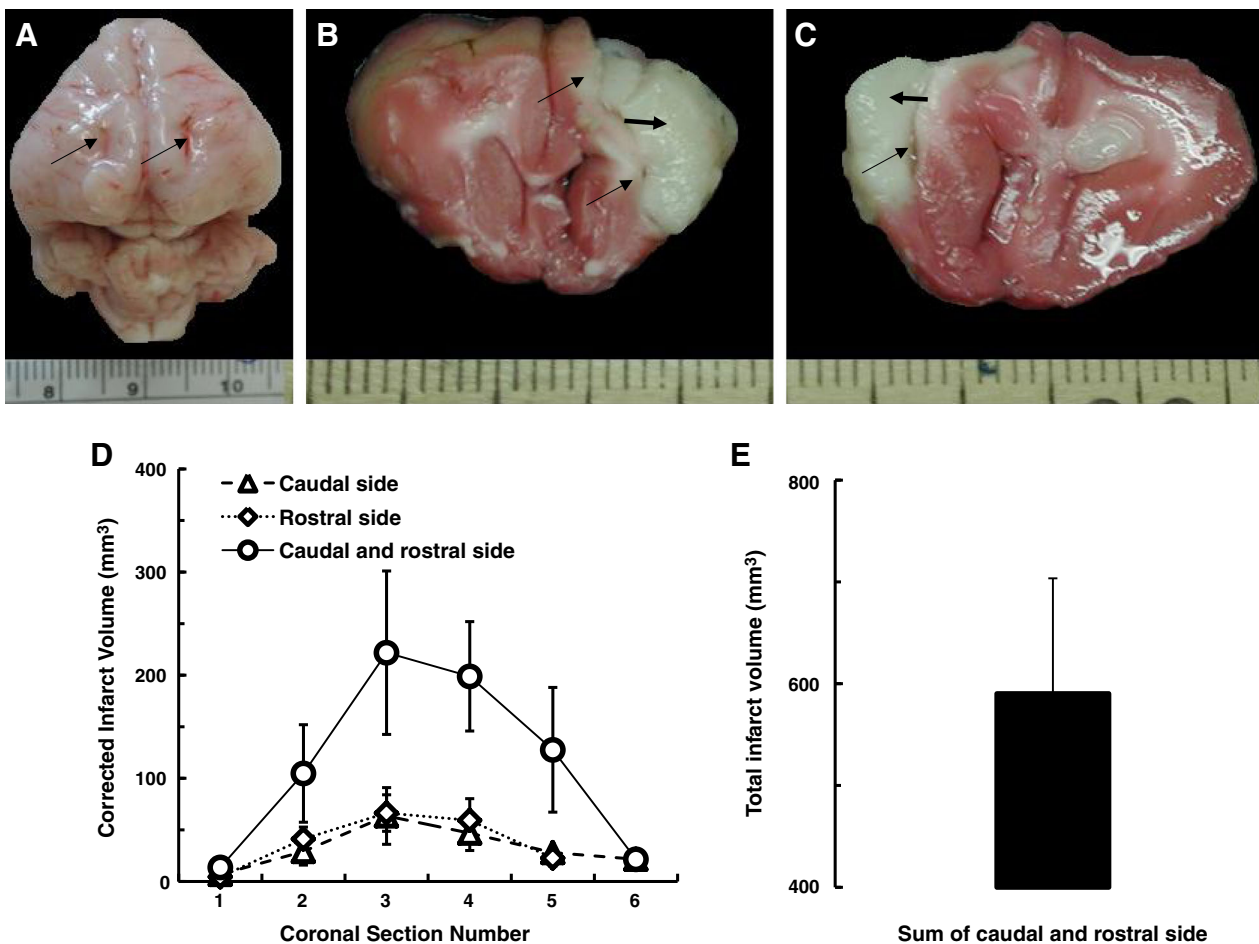 A
B
C
8 9 10
D
400
300
200
100
0
Corrected Infarct Volume (mm³)
Caudal side
Rostral side
Caudal and rostral side
1 2 3 4 5 6
Coronal Section Number
E
800
600
400
Total infarct volume (mm³)
Sum of caudal and rostral side